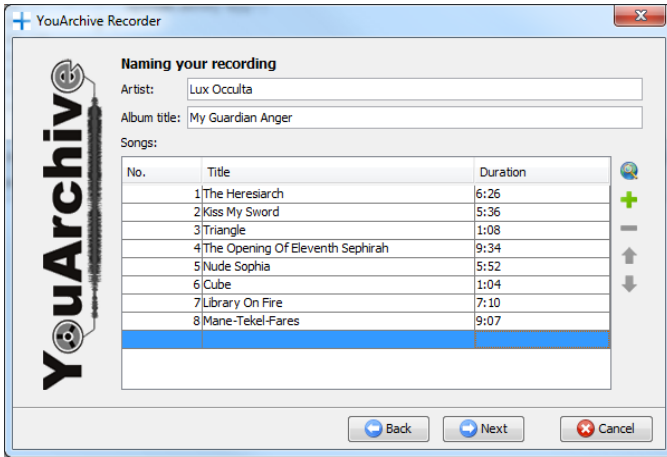 YouArchive Recorder
YouArchive
Naming your recording
Artist: Lux Occulta
Album title: My Guardian Anger
Songs:
No. Title Duration
1 The Heresiarch 6:26
2 Kiss My Sword 5:36
3 Triangle 1:08
4 The Opening Of Eleventh Sephirah 9:34
5 Nude Sophia 5:52
6 Cube 1:04
7 Library On Fire 7:10
8 Mane-Tekel-Fares 9:07
Back Next Cancel